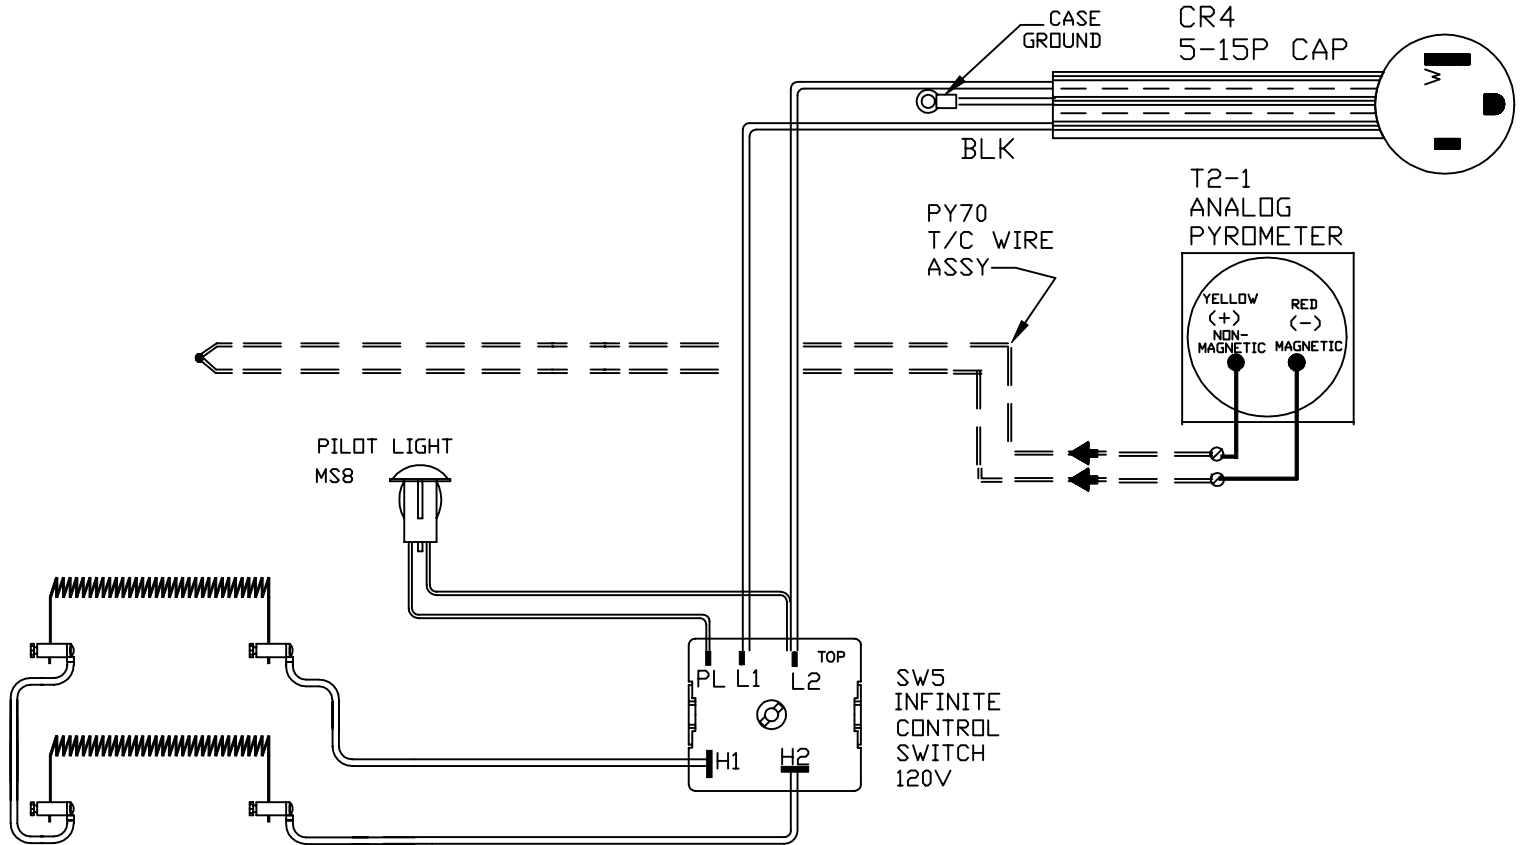 CASE
GROUND
CR4
5-15P CAP
W
BLK
T2-1
ANALOG
PYROMETER
PY70
T/C WIRE
ASSY
YELLOW
(+)
NON-
MAGNETIC
RED
(-)
MAGNETIC
PILOT LIGHT
MS8
TOP
PL L1 L2
H1 H2
SW5
INFINITE
CONTROL
SWITCH
120V